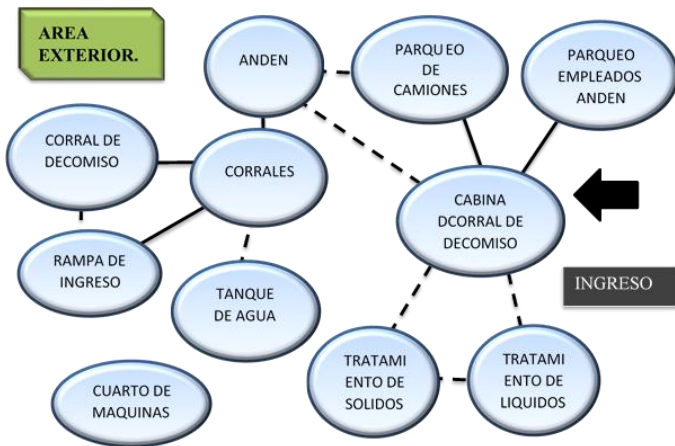 AREA
EXTERIOR.
ANDEN
PARQUEO
DE
CAMIONES
PARQUEO
EMPLEADOS
ANDEN
CORRAL DE
DECOMISO
CORRALES
CABINA
DCORRAL DE
DECOMISO
RAMPA DE
INGRESO
TANQUE
DE AGUA
INGRESO
TRATAMI
ENTO DE
SOLIDOS
TRATAMI
ENTO DE
LIQUIDOS
CUARTO DE
MAQUINAS